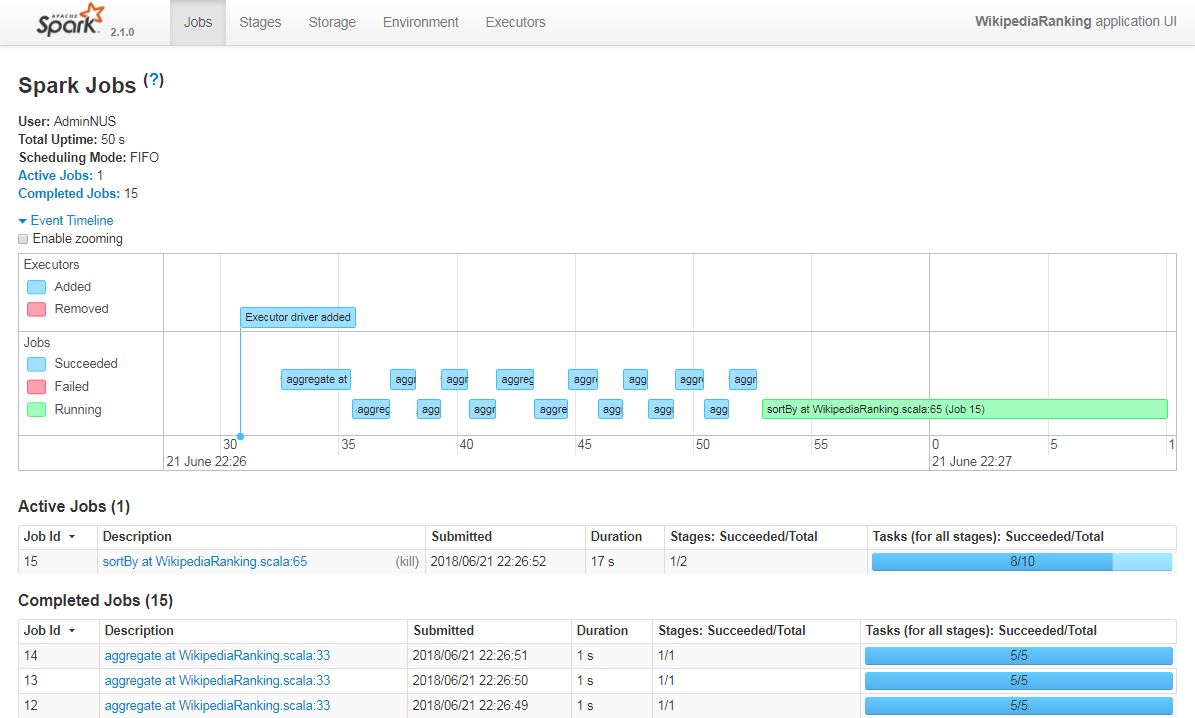 APACHE Spark 2.1.0 Jobs Stages Storage Environment Executors WikipediaRanking application UI
Spark Jobs (?)
User: AdminNUS
Total Uptime: 50 s
Scheduling Mode: FIFO
Active Jobs: 1
Completed Jobs: 15
Event Timeline
Enable zooming
Executors
Added
Removed
Executor driver added
Jobs
Succeeded
Failed
Running
aggregate at aggr aggr aggreg aggr agg aggr aggr
aggreg agg aggr aggre agg agg agg sortBy at WikipediaRanking.scala:65 (Job 15)
30 35 40 45 50 55 0 5 1
21 June 22:26 21 June 22:27
Active Jobs (1)
Job Id Description Submitted Duration Stages: Succeeded/Total Tasks (for all stages): Succeeded/Total
15 sortBy at WikipediaRanking.scala:65 (kill) 2018/06/21 22:26:52 17 s 1/2 8/10
Completed Jobs (15)
Job Id Description Submitted Duration Stages: Succeeded/Total Tasks (for all stages): Succeeded/Total
14 aggregate at WikipediaRanking.scala:33 2018/06/21 22:26:51 1 s 1/1 5/5
13 aggregate at WikipediaRanking.scala:33 2018/06/21 22:26:50 1 s 1/1 5/5
12 aggregate at WikipediaRanking.scala:33 2018/06/21 22:26:49 1 s 1/1 5/5